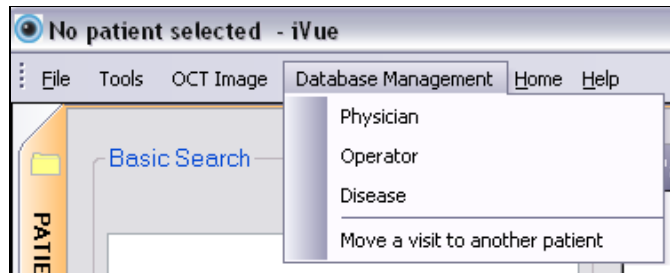 No patient selected - iVue
File Tools OCT Image Database Management Home Help
Physician
Basic Search
Operator
Disease
Move a visit to another patient